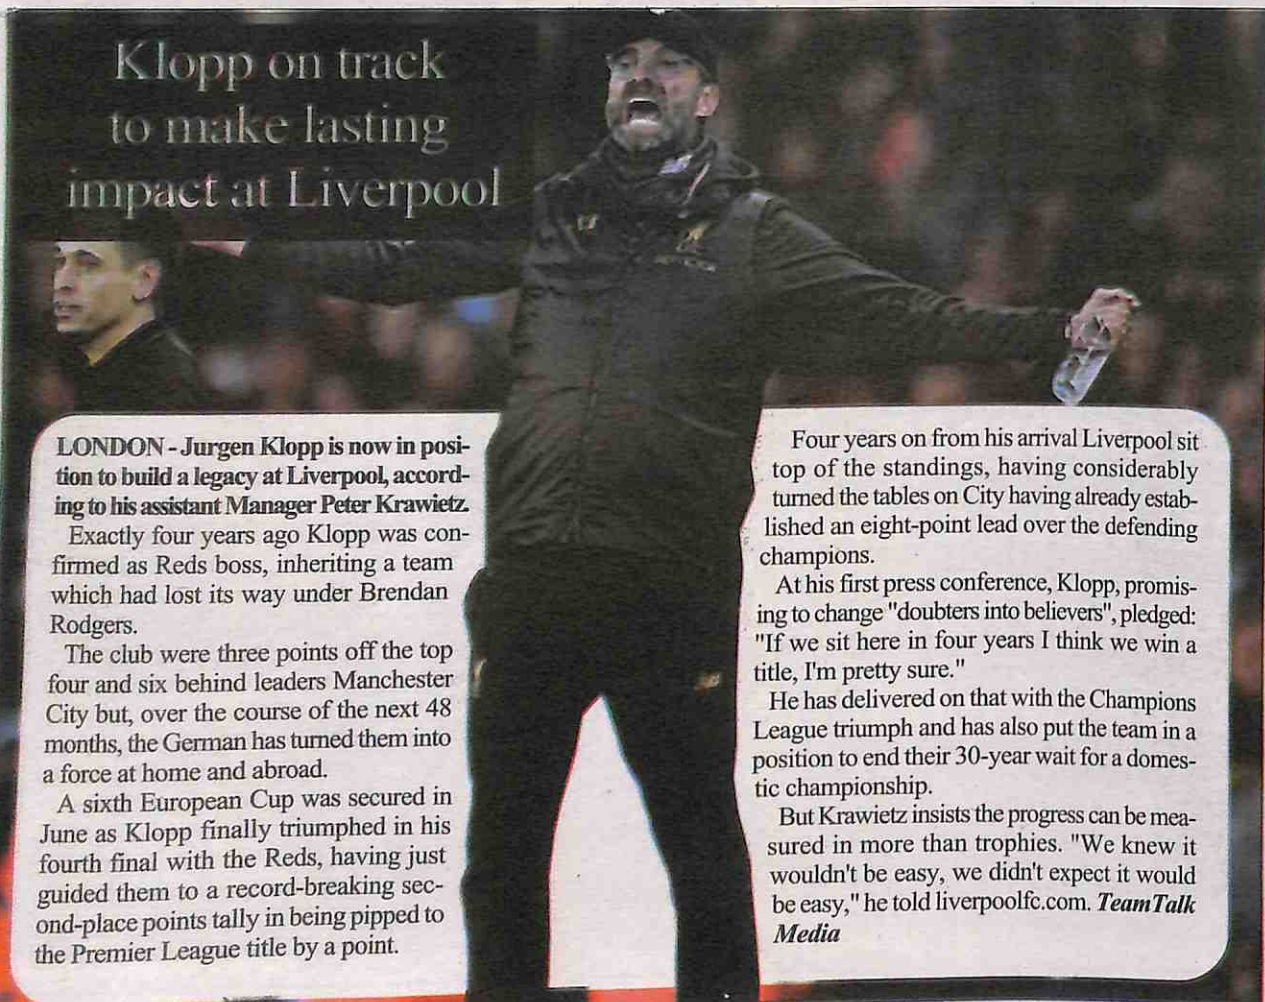 Klopp on track
to make lasting
impact at Liverpool
LONDON - Jurgen Klopp is now in posi-
tion to build a legacy at Liverpool, accord-
ing to his assistant Manager Peter Krawietz.
Exactly four years ago Klopp was con-
firmed as Reds boss, inheriting a team
which had lost its way under Brendan
Rodgers.
The club were three points off the top
four and six behind leaders Manchester
City but, over the course of the next 48
months, the German has turned them into
a force at home and abroad.
A sixth European Cup was secured in
June as Klopp finally triumphed in his
fourth final with the Reds, having just
guided them to a record-breaking sec-
ond-place points tally in being pipped to
the Premier League title by a point.
Four years on from his arrival Liverpool sit
top of the standings, having considerably
turned the tables on City having already estab-
lished an eight-point lead over the defending
champions.
At his first press conference, Klopp, promis-
ing to change "doubters into believers", pledged:
"If we sit here in four years I think we win a
title, I'm pretty sure."
He has delivered on that with the Champions
League triumph and has also put the team in a
position to end their 30-year wait for a domes-
tic championship.
But Krawietz insists the progress can be mea-
sured in more than trophies. "We knew it
wouldn't be easy, we didn't expect it would
be easy," he told liverpoolfc.com. TeamTalk
Media